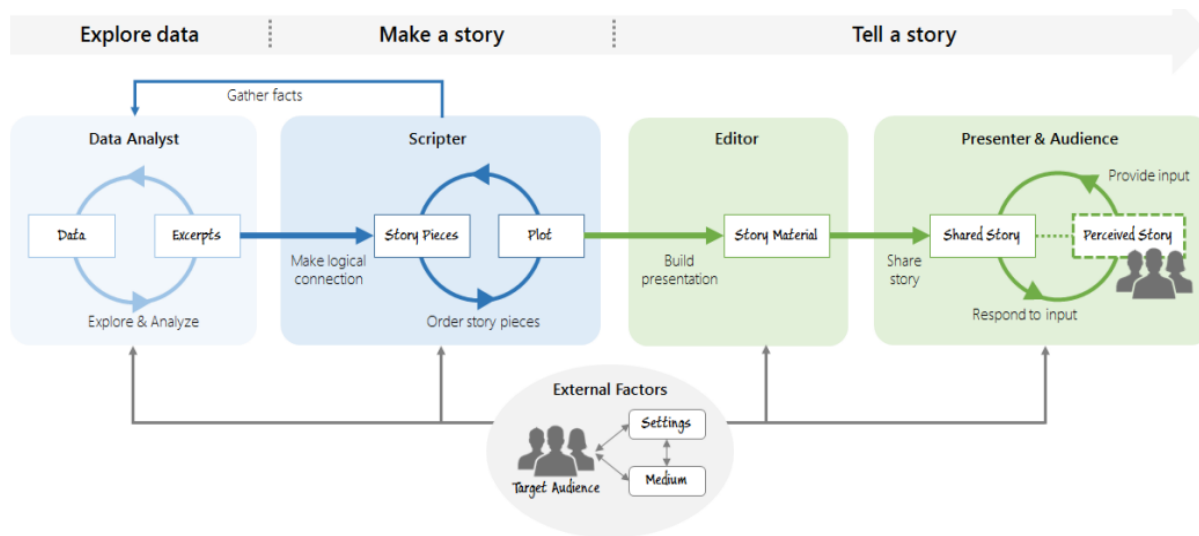 Explore data
Make a story
Tell a story
Gather facts
Data Analyst
Data
Excerpts
Explore & Analyze
Make logical
connection
Scripter
Story Pieces
Plot
Order story pieces
Build
presentation
Editor
Story Material
Share
story
Presenter & Audience
Provide input
Shared Story
Perceived Story
Respond to input
External Factors
Settings
Medium
Target Audience